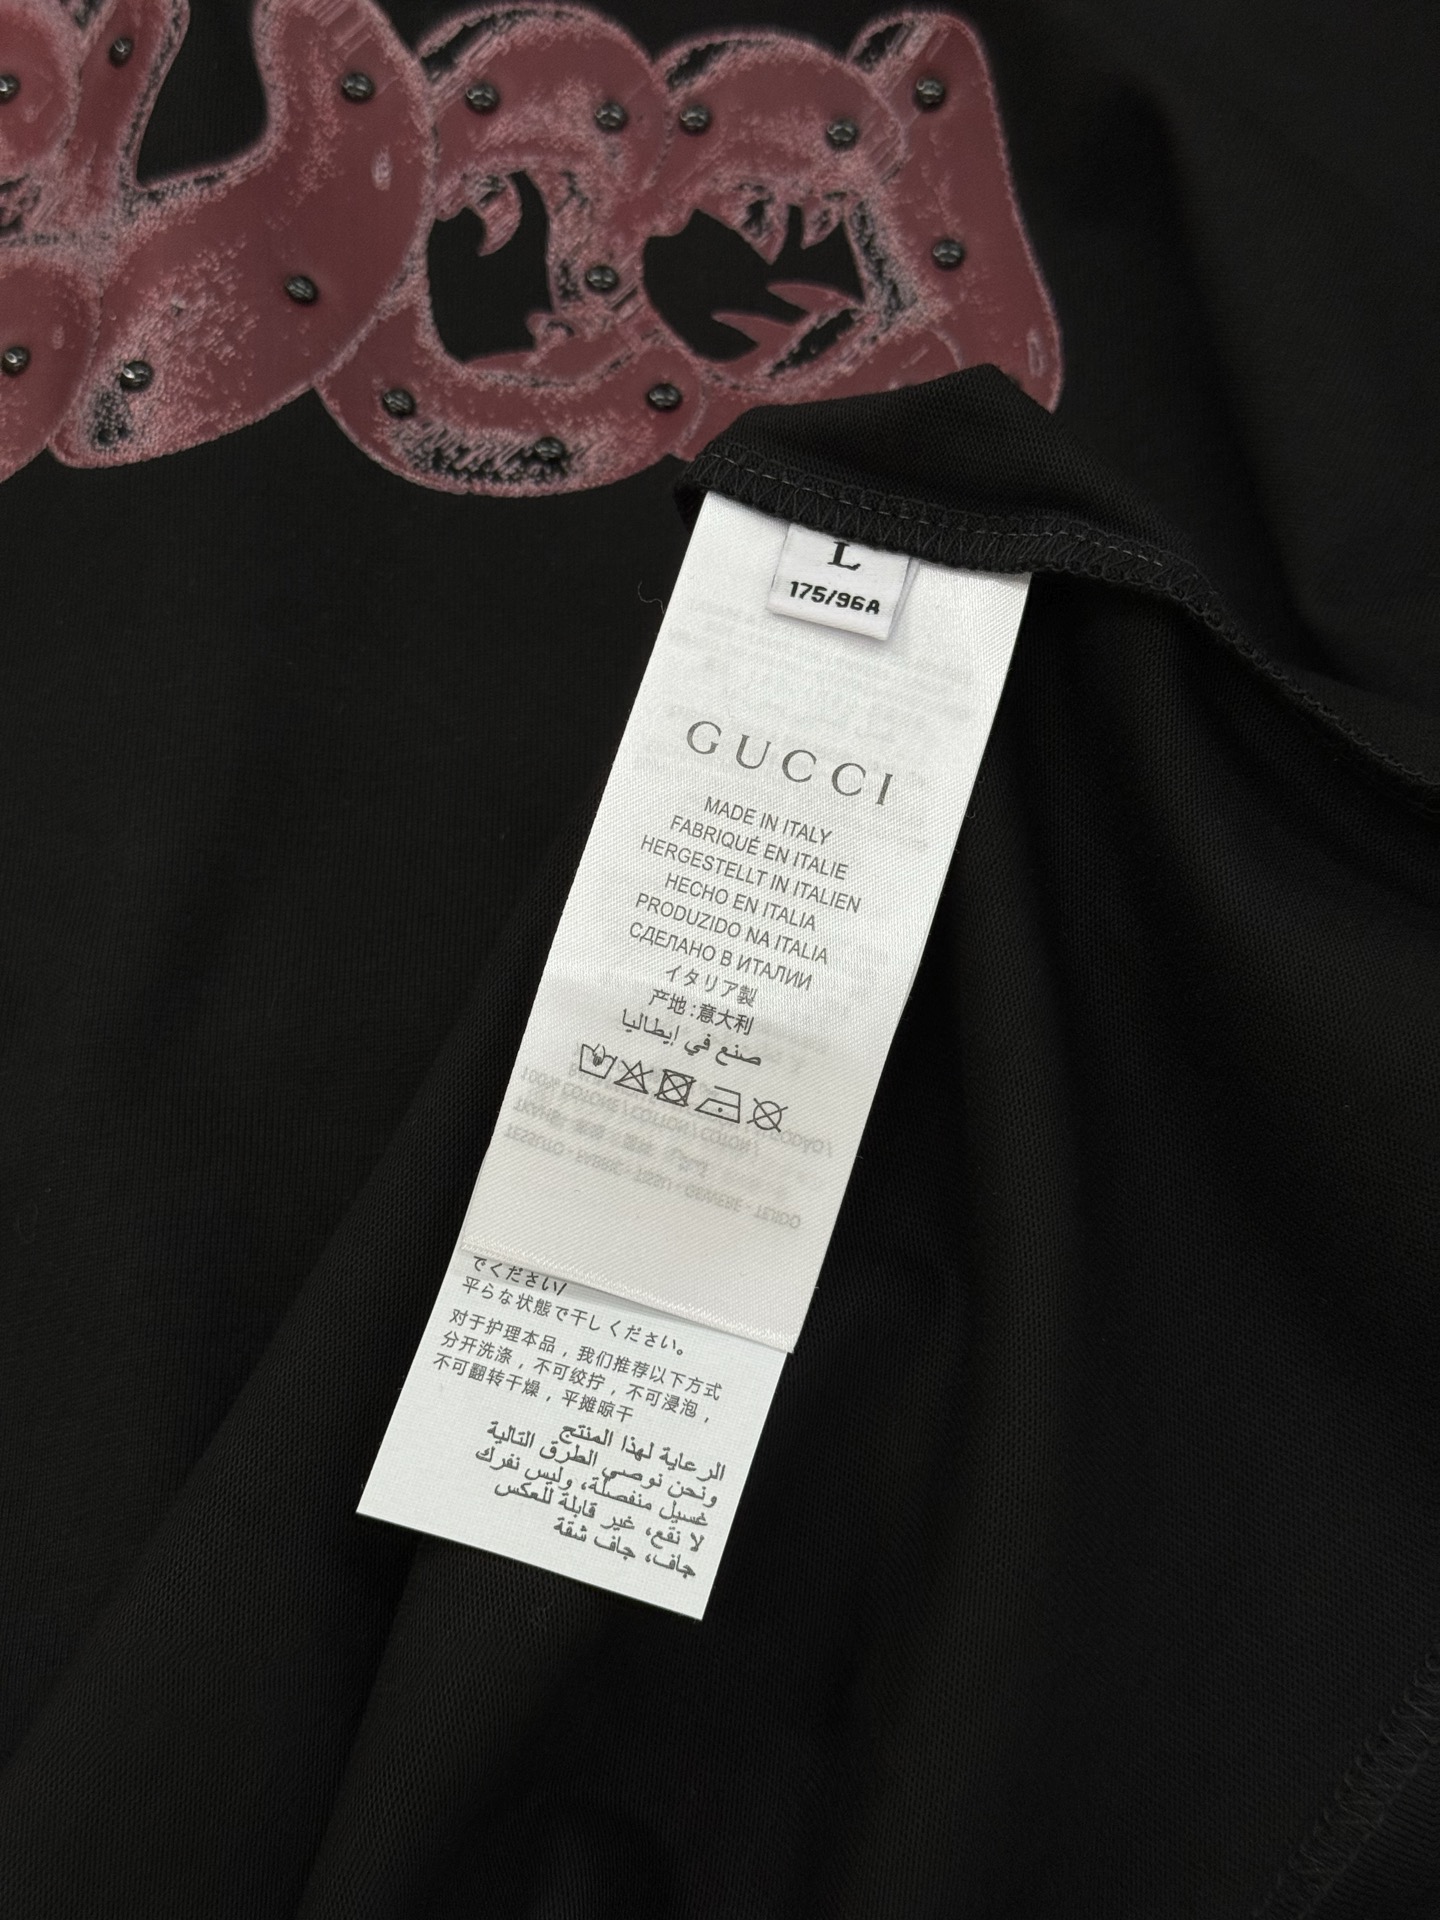 L
175/96A
GUCCI
MADE IN ITALY
FABRIQUÉ EN ITALIE
HERGESTELLT IN ITALIEN
HECHO EN ITALIA
PRODUZIDO NA ITALIA
СДЕЛАНО В ИТАЛИИ
イタリア製
产地:意大利
صنع في إيطاليا
でください/
平らな状態で干しください。
对于护理本品，我们推荐以下方式
分开洗涤，不可绞拧，不可浸泡，
不可翻转干燥，平摊晾干
الرعاية لهذا المنتج
ونحن نوصي الطرق التالية
غسيل منفصلة، وليس نفرك
لا نقع، غير قابلة للعكس
جاف، جاف شقة